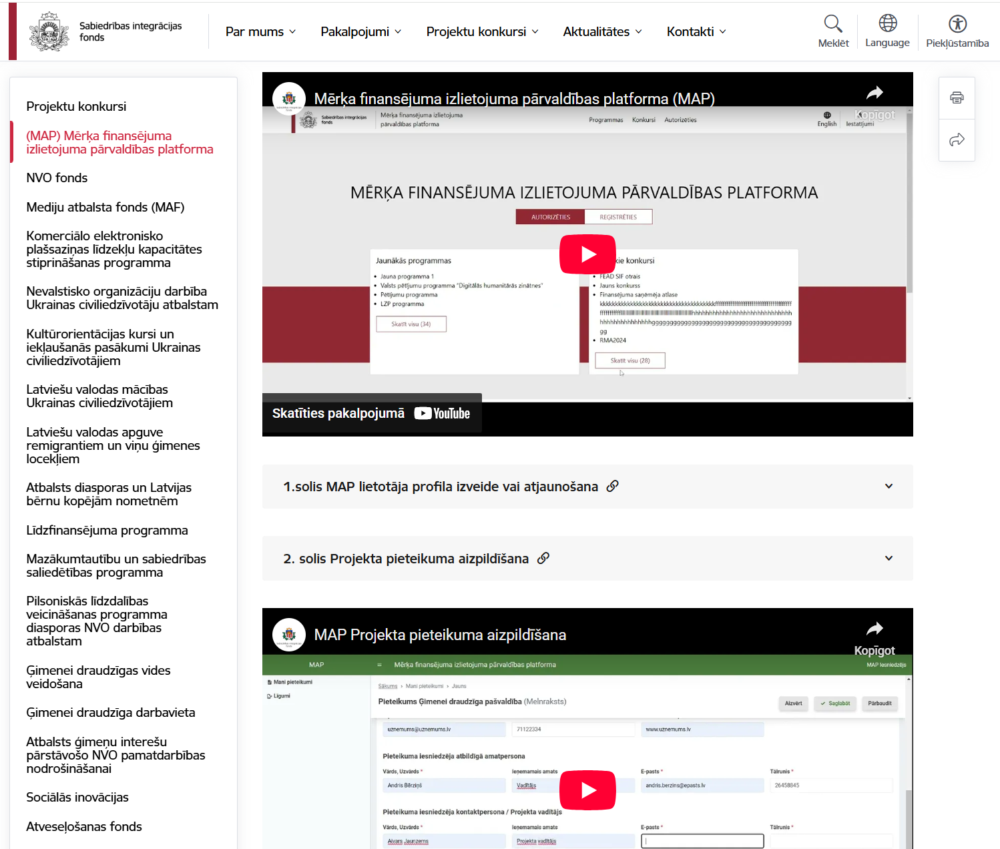 Sabiedrības integrācijas
fonds
Par mums
Pakalpojumi
Projektu konkursi
Aktualitātes
Kontakti
Meklēt
Language
Piekļūstamība
Projektu konkursi
(MAP) Mērķa finansējuma
izlietojuma pārvaldības platforma
NVO fonds
Mediju atbalsta fonds (MAF)
Komerciālo elektronisko
plašsaziņas līdzekļu kapacitātes
stiprināšanas programma
Nevalstisko organizāciju darbība
Ukrainas civiliedzīvotāju atbalstam
Kultūrorientācijas kursi un
iekļaušanās pasākumi Ukrainas
civiliedzīvotājiem
Latviešu valodas mācības
Ukrainas civiliedzīvotājiem
Latviešu valodas apguve
remigrantiem un viņu ģimenes
locekļiem
Atbalsts diasporas un Latvijas
bērnu kopējām nometnēm
Līdzfinansējuma programma
Mazākumtautību un sabiedrības
saliedētības programma
Pilsoniskās līdzdalības
veicināšanas programma
diasporas NVO darbības
atbalstam
Ģimenei draudzīgas vides
veidošana
Ģimenei draudzīga darbavieta
Atbalsts ģimeņu interešu
pārstāvošo NVO pamatdarbības
nodrošināšanai
Sociālās inovācijas
Atveseļošanas fonds
Mērķa finansējuma izlietojuma pārvaldības platforma (MAP)
Kopīgot
Sabiedrības integrācijas
fonds
Mērķa finansējuma izlietojuma
pārvaldības platforma
Programmas
Konkursi
Autorizēties
English
Iestatījumi
MĒRĶA FINANSĒJUMA IZLIETOJUMA PĀRVALDĪBAS PLATFORMA
AUTORIZĒTIES
REĢISTRĒTIES
Jaunākās programmas
Jauna programma 1
Valsts pētījumu programma "Digitālās humanitārās zinātnes"
Pētījumu programma
LZP programma
Skatīt visu (34)
kie konkursi
FEAD SIF otrais
Jauns konkurss
Finansējuma saņēmēja atlase
gg
RMA2024
Skatīt visu (28)
Skatīties pakalpojumā YouTube
1.solis MAP lietotāja profila izveide vai atjaunošana
2. solis Projekta pieteikuma aizpildīšana
MAP Projekta pieteikuma aizpildīšana
Kopīgot
MAP
Mērķa finansējuma izlietojuma pārvaldības platforma
MAP Iesniedzējs
Mani pieteikumi
Līgumi
Sākums › Mani pieteikumi › Jauns
Pieteikums Ģimenei draudzīga pašvaldība (Melnraksts)
Aizvērt
Saglabāt
Pārbaudīt
uznemums@uznemums.lv
71122334
www.uznemums.lv
Pieteikuma iesniedzēja atbildīgā amatpersona
Vārds, Uzvārds *
Ieņemamais amats
E-pasts *
Tālrunis *
Andris Bērziņš
Vadītājs
andris.berzins@epasts.lv
26458845
Pieteikuma iesniedzēja kontaktpersona / Projekta vadītājs
Vārds, Uzvārds *
Ieņemamais amats
E-pasts *
Tālrunis *
Aivars Jaunzems
Projekta vadītājs